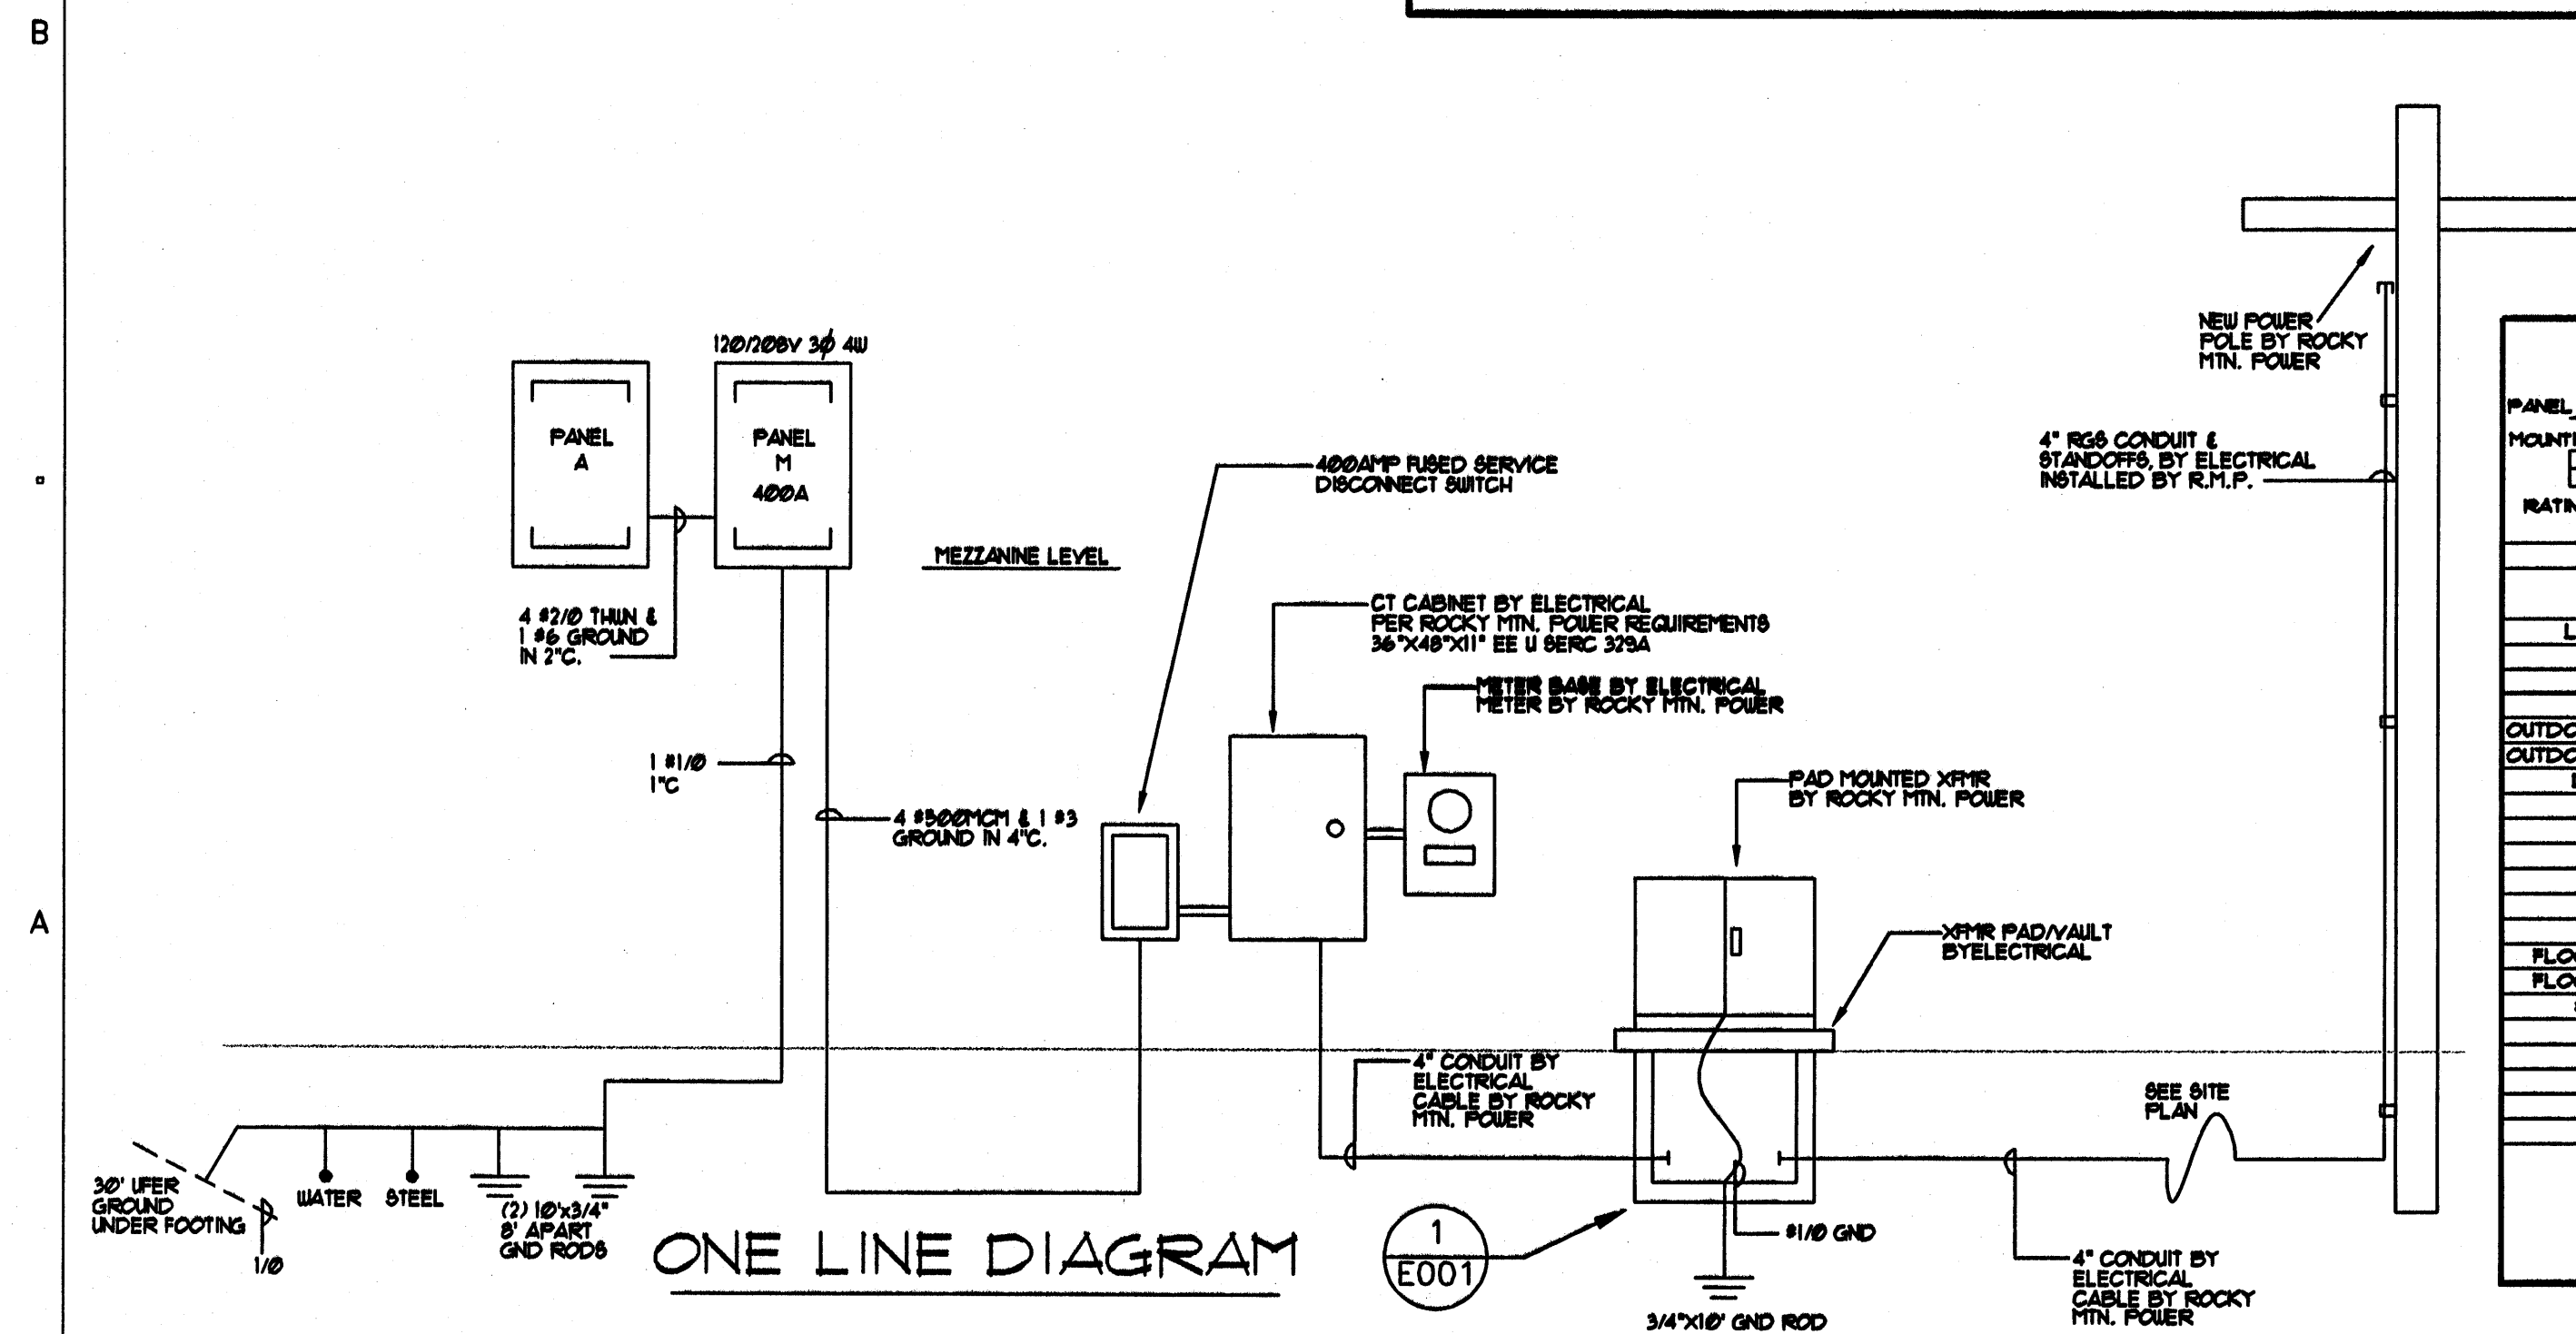 B
A
120/208V 3Ø 4W
PANEL
A
PANEL
M
400A
4 #2/0 THWN &
1 #6 GROUND
IN 2"C.
MEZZANINE LEVEL
1 #1/0
1"C
4 #500MCM & 1 #3
GROUND IN 4"C.
400AMP FUSED SERVICE
DISCONNECT SWITCH
CT CABINET BY ELECTRICAL
PER ROCKY MTN. POWER REQUIREMENTS
36"X48"X11" EE U SERC 329A
METER BASE BY ELECTRICAL
METER BY ROCKY MTN. POWER
PAD MOUNTED XFMR
BY ROCKY MTN. POWER
XFMR PAD/VAULT
BYELECTRICAL
NEW POWER
POLE BY ROCKY
MTN. POWER
4" RGS CONDUIT &
STANDOFFS, BY ELECTRICAL
INSTALLED BY R.M.P.
4" CONDUIT BY
ELECTRICAL
CABLE BY ROCKY
MTN. POWER
SEE SITE
PLAN
30' UFER
GROUND
UNDER FOOTING
1/0
WATER
STEEL
(2) 10'x3/4"
8' APART
GND RODS
ONE LINE DIAGRAM
1
E001
#1/0 GND
3/4"X10' GND ROD
4" CONDUIT BY
ELECTRICAL
CABLE BY ROCKY
MTN. POWER
PANEL
MOUNTI
RATIN
L
OUTDO
OUTDO
FLO
FLO